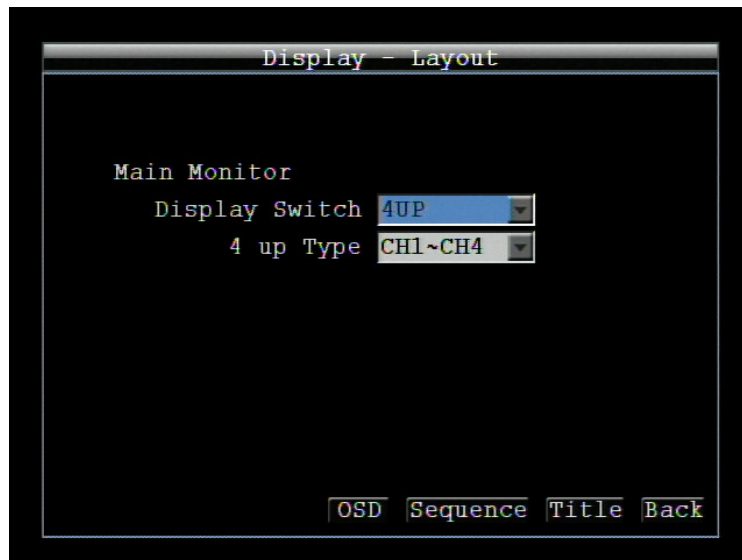 Display - Layout
Main Monitor
Display Switch 4UP
4 up Type CH1~CH4
OSD Sequence Title Back